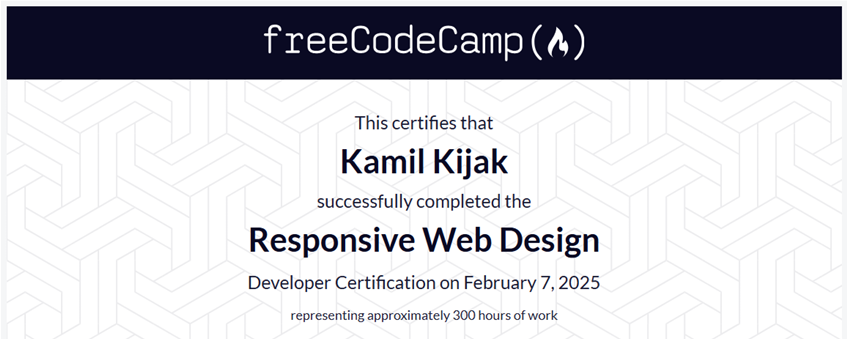 freeCodeCamp(🔥)
This certifies that
Kamil Kijak
successfully completed the
Responsive Web Design
Developer Certification on February 7, 2025
representing approximately 300 hours of work